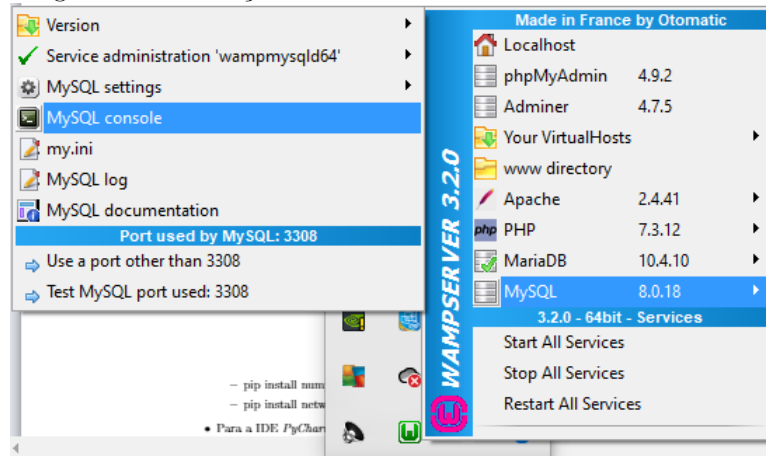 Version
Service administration 'wampmysqld64'
MySQL settings
MySQL console
my.ini
MySQL log
MySQL documentation
Port used by MySQL: 3308
Use a port other than 3308
Test MySQL port used: 3308
Made in France by Otomatic
Localhost
phpMyAdmin 4.9.2
Adminer 4.7.5
Your VirtualHosts
www directory
Apache 2.4.41
php PHP 7.3.12
MariaDB 10.4.10
MySQL 8.0.18
3.2.0 - 64bit - Services
Start All Services
Stop All Services
Restart All Services
WAMPSERVER 3.2.0
– pip install num
– pip install netw
• Para a IDE PyChar